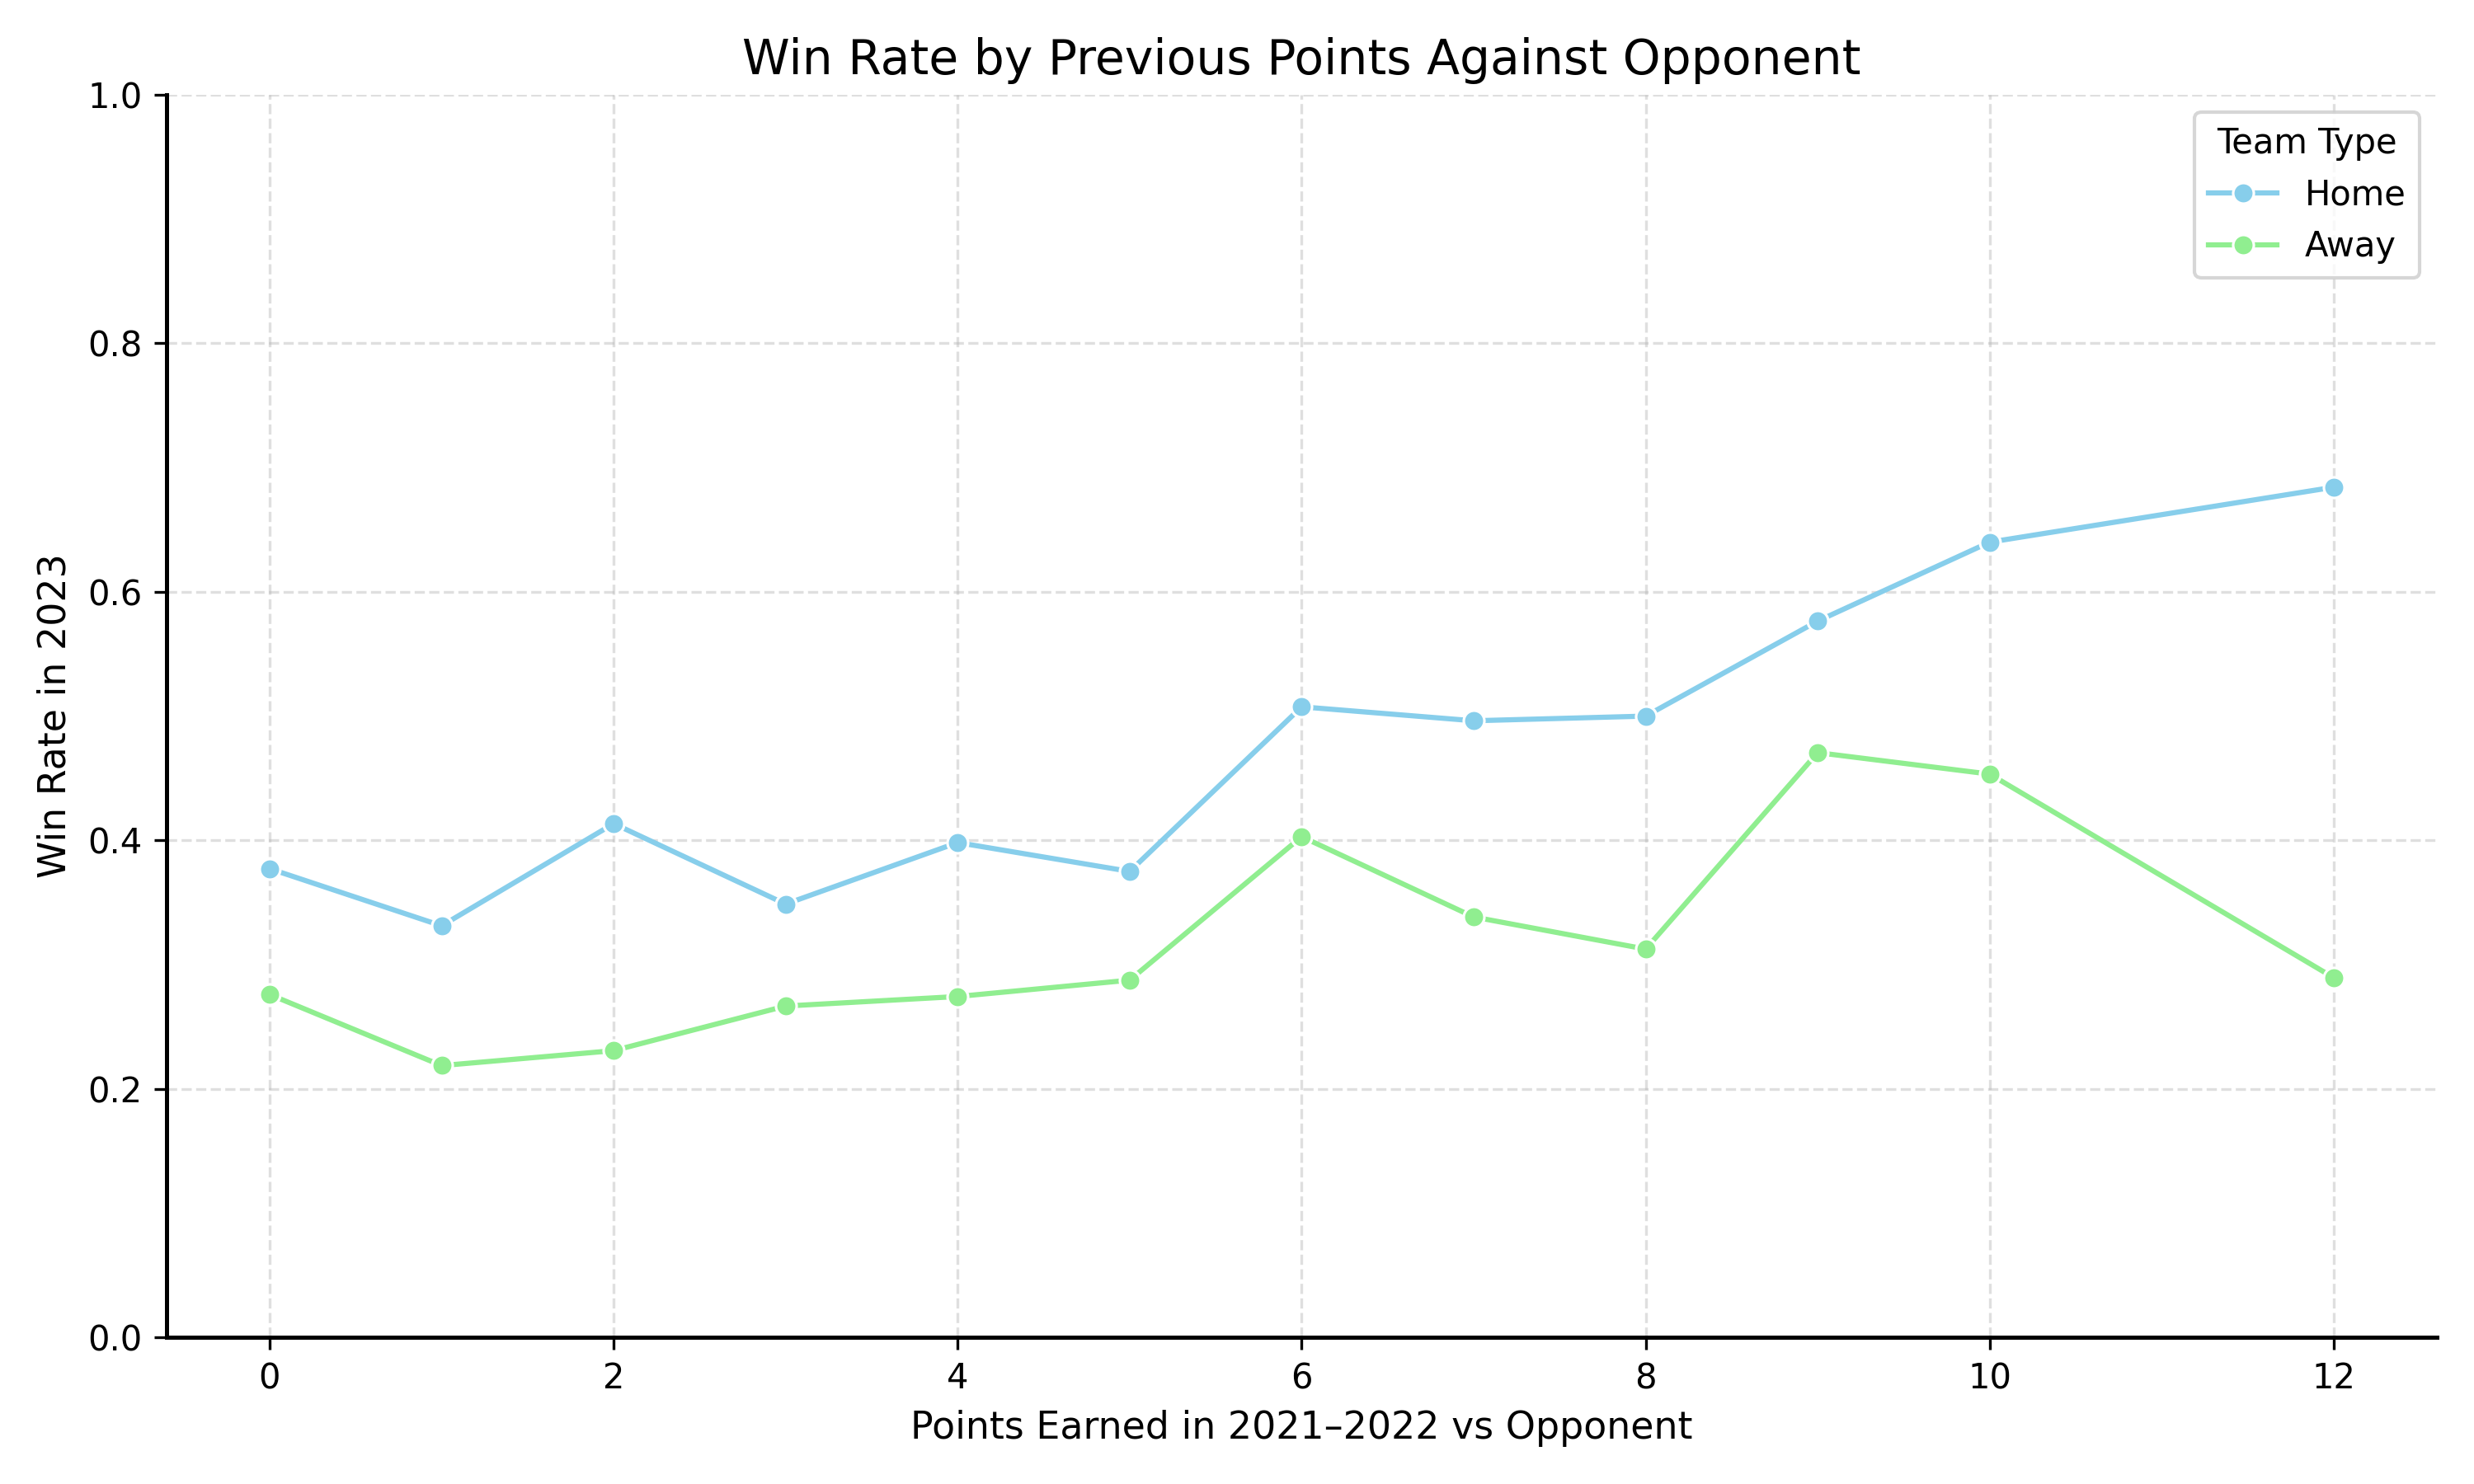 Win Rate by Previous Points Against Opponent
Team Type
Home
Away
Win Rate in 2023
1.0
0.8
0.6
0.4
0.2
0.0
0 2 4 6 8 10 12
Points Earned in 2021–2022 vs Opponent